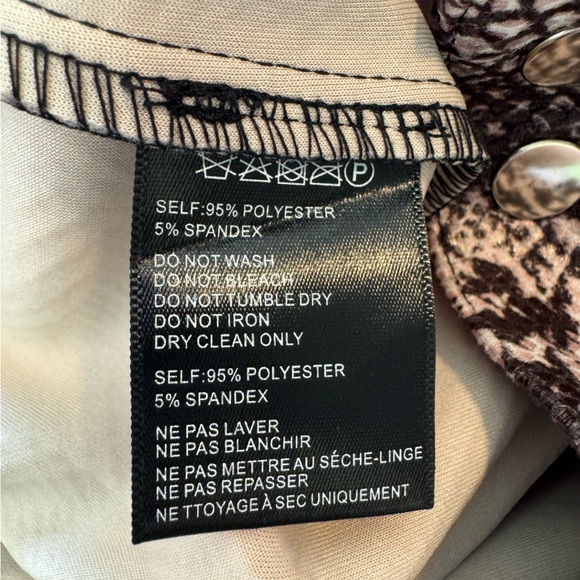 P
SELF:95% POLYESTER
5% SPANDEX
DO NOT WASH
DO NOT BLEACH
DO NOT TUMBLE DRY
DO NOT IRON
DRY CLEAN ONLY
SELF:95% POLYESTER
5% SPANDEX
NE PAS LAVER
NE PAS BLANCHIR
NE PAS METTRE AU SÉCHE-LINGE
NE PAS REPASSER
NE TTOYAGE À SEC UNIQUEMENT